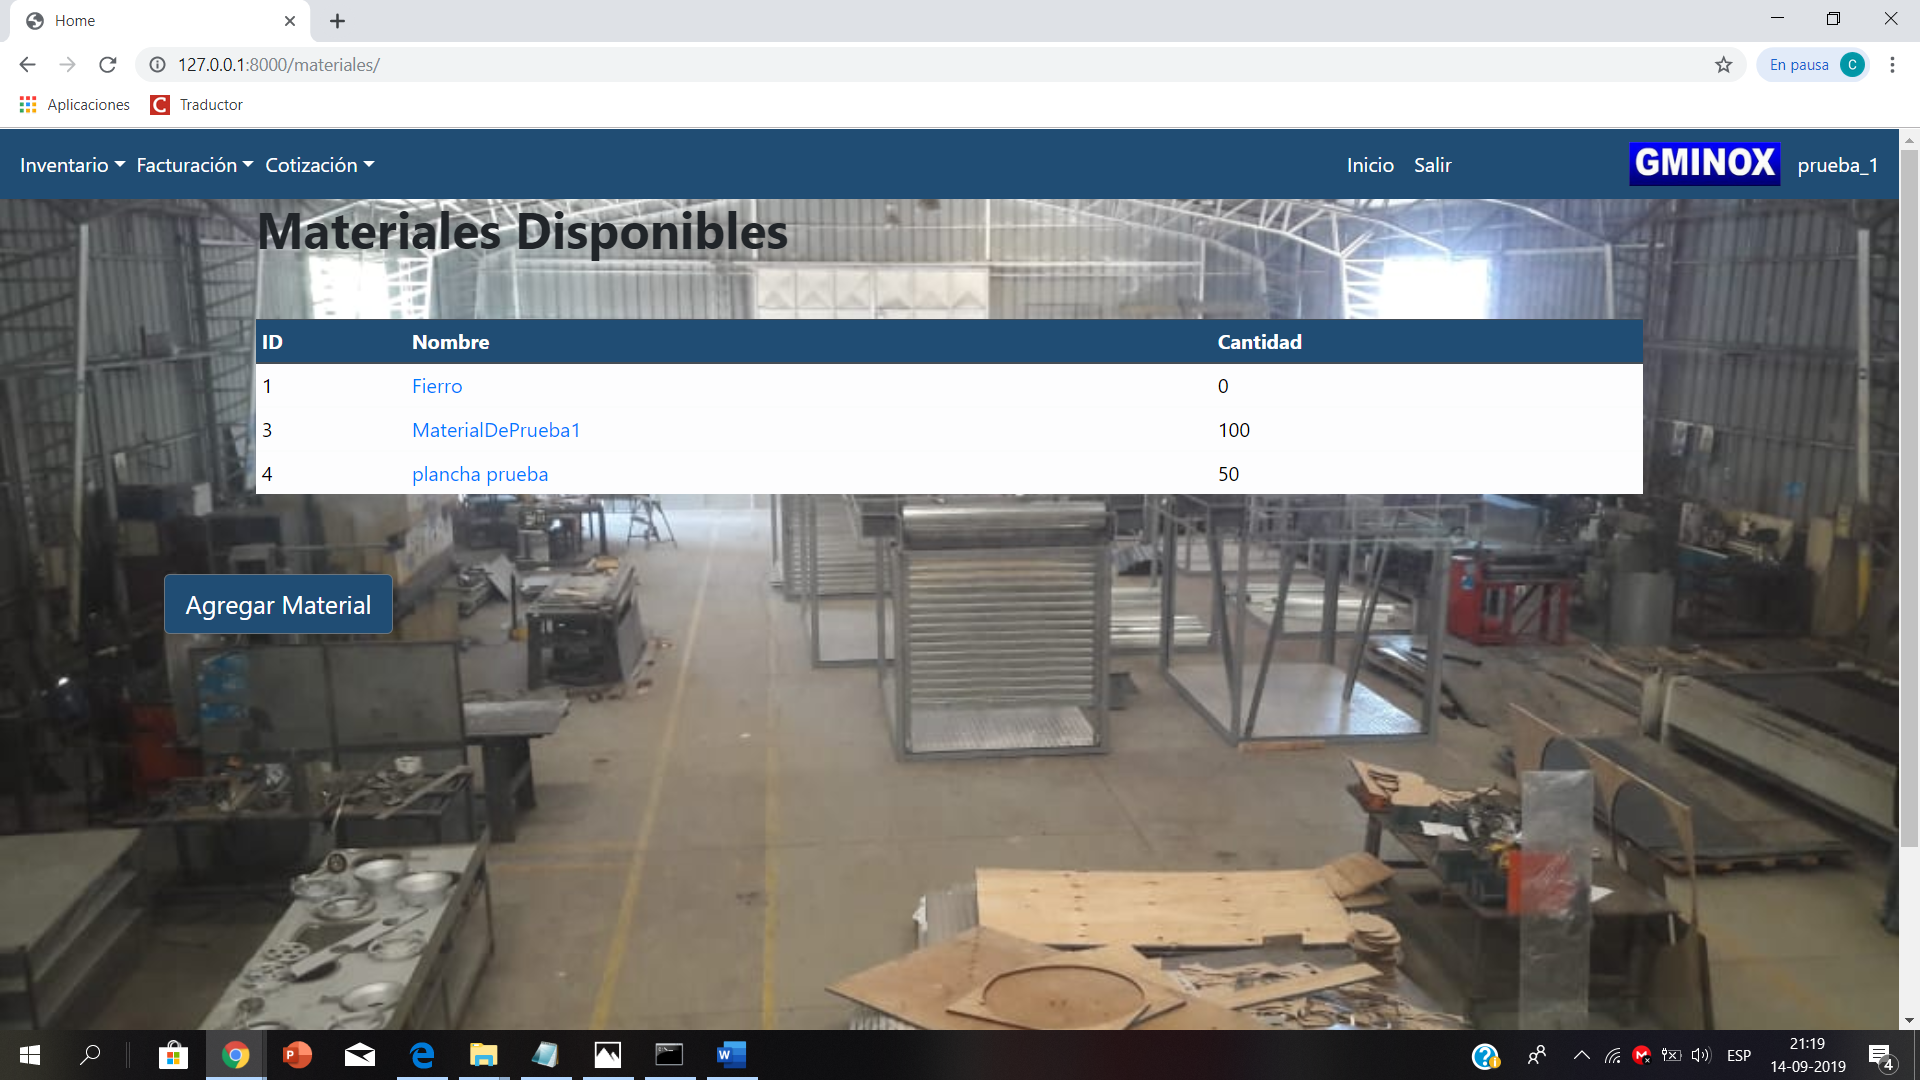 Home
127.0.0.1:8000/materiales/
En pausa C
Aplicaciones Traductor
Inventario Facturación Cotización Inicio Salir GMINOX prueba_1
Materiales Disponibles
ID Nombre Cantidad
1 Fierro 0
3 MaterialDePrueba1 100
4 plancha prueba 50
Agregar Material
ESP
21:19
14-09-2019
4